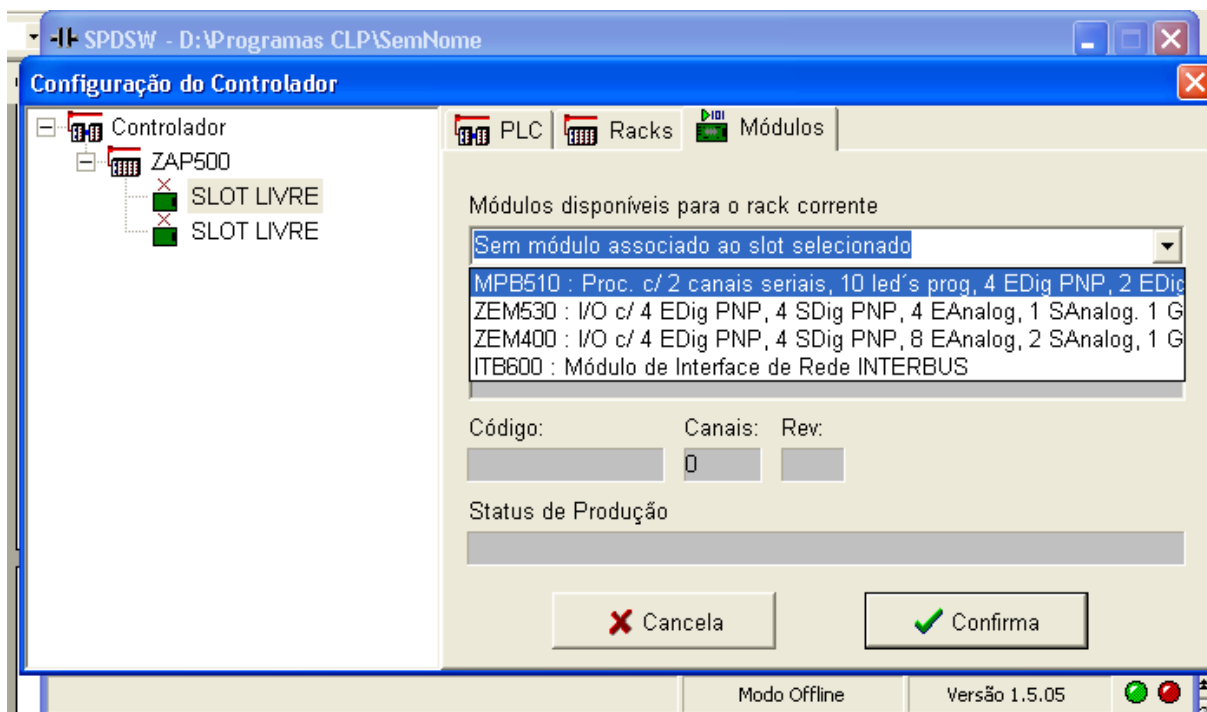 SPDSW - D:\Programas CLP\SemNome
Configuração do Controlador
Controlador
ZAP500
SLOT LIVRE
SLOT LIVRE
PLC
Racks
Módulos
Módulos disponíveis para o rack corrente
Sem módulo associado ao slot selecionado
MPB510 : Proc. c/ 2 canais seriais, 10 led´s prog, 4 EDig PNP, 2 EDig
ZEM530 : I/O c/ 4 EDig PNP, 4 SDig PNP, 4 EAnalog, 1 SAnalog. 1 G
ZEM400 : I/O c/ 4 EDig PNP, 4 SDig PNP, 8 EAnalog, 2 SAnalog, 1 G
ITB600 : Módulo de Interface de Rede INTERBUS
Código: Canais: Rev:
0
Status de Produção
Cancela Confirma
Modo Offline Versão 1.5.05